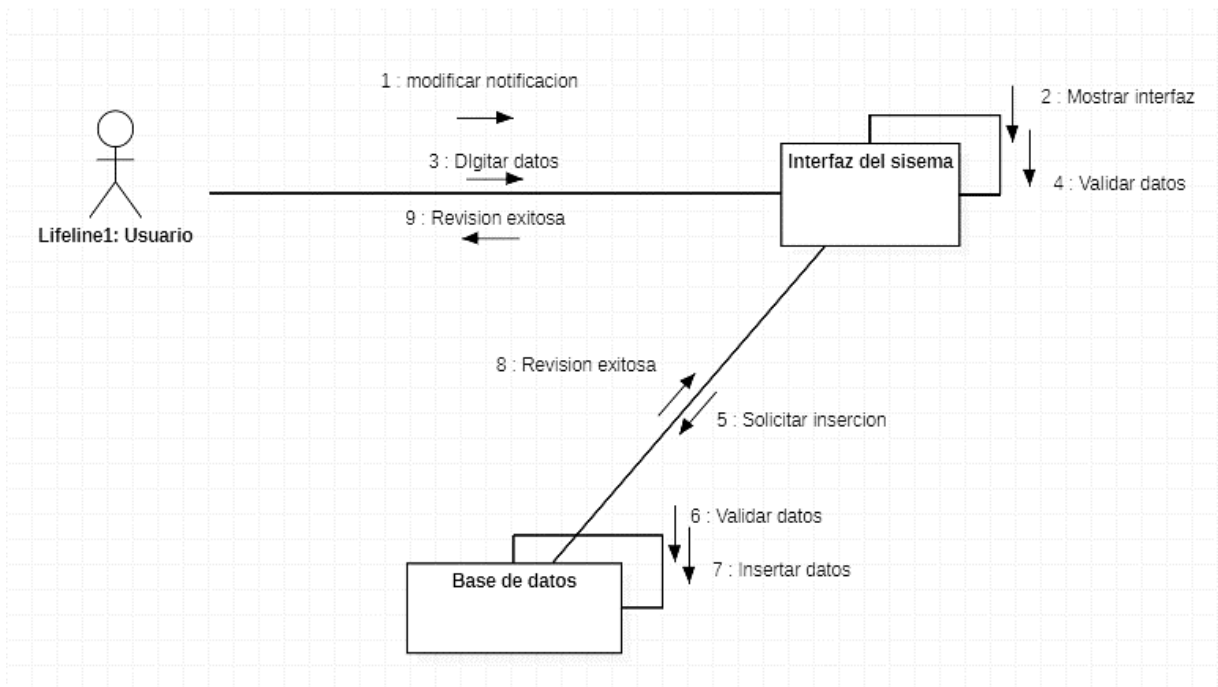 1 : modificar notificacion
2 : Mostrar interfaz
3 : DIgitar datos
Interfaz del sisema
4 : Validar datos
9 : Revision exitosa
Lifeline1: Usuario
8 : Revision exitosa
5 : Solicitar insercion
6 : Validar datos
7 : Insertar datos
Base de datos